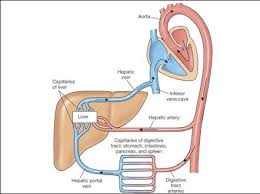 Aorta
Hepatic
vein
Capillaries
of liver
Inferior
vena cava
Liver
Hepatic artery
Capillaries of digestive
tract: stomach, intestines,
pancreas, and spleen
Hepatic portal
vein
Digestive
tract
arteries